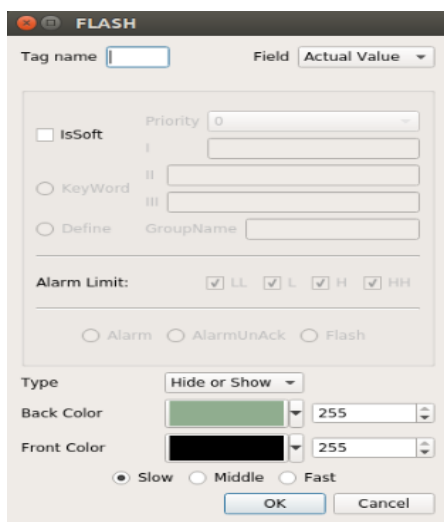 FLASH
Tag name Field Actual Value
Priority 0
IsSoft
I
II
KeyWord
III
Define GroupName
Alarm Limit: LL L H HH
Alarm AlarmUnAck Flash
Type Hide or Show
Back Color 255
Front Color 255
Slow Middle Fast
OK Cancel